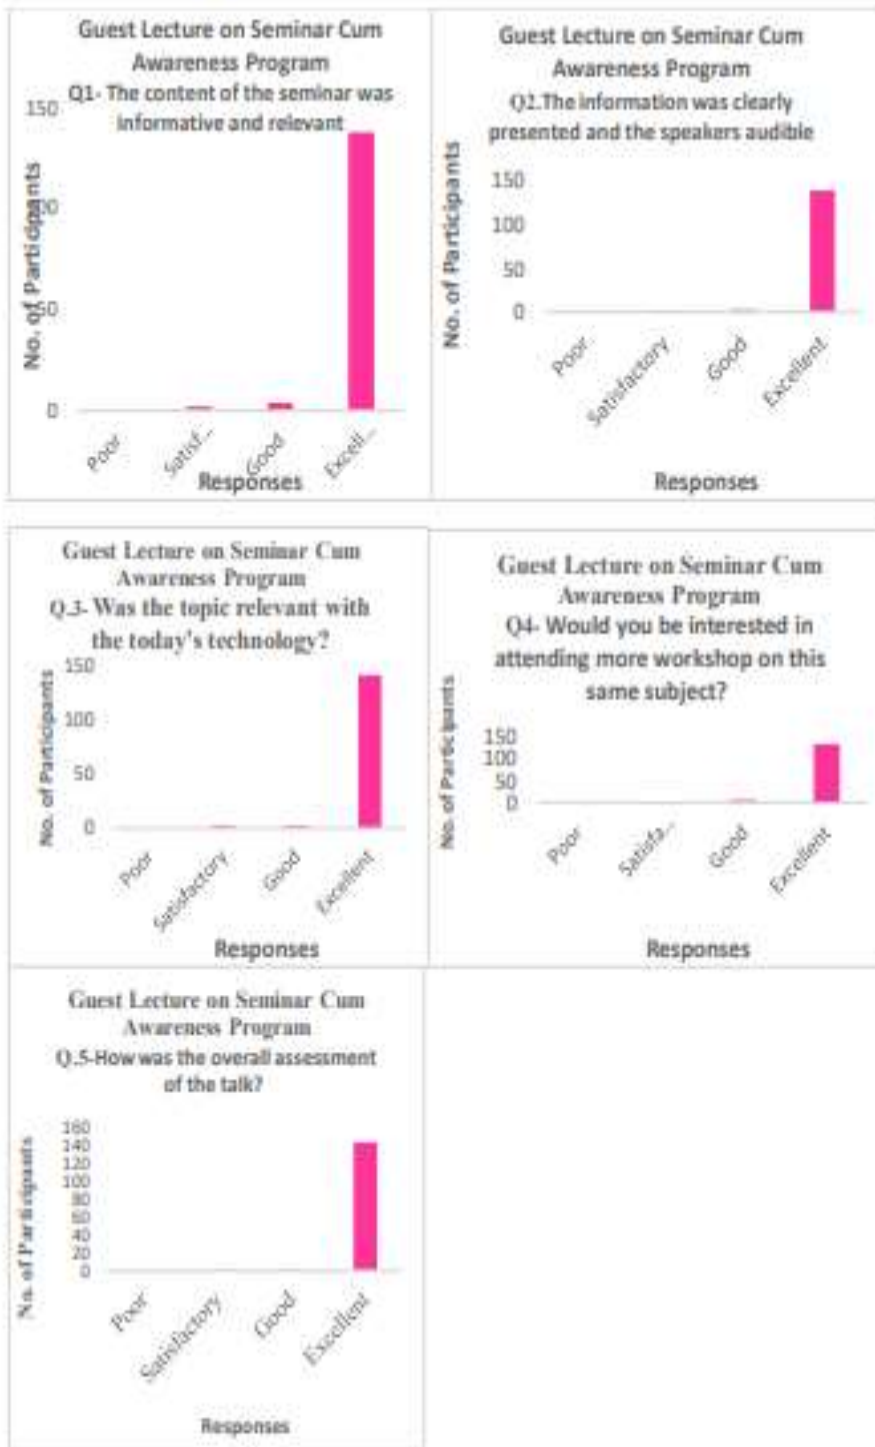 Guest Lecture on Seminar Cum
Awareness Program
Q1- The content of the seminar was
informative and relevant
150
100
50
0
No. of Participants
Poor
Satisf...
Good
Excell...
Responses
Guest Lecture on Seminar Cum
Awareness Program
Q2.The information was clearly
presented and the speakers audible
150
100
50
0
No. of Participants
Poor
Satisfactory
Good
Excellent
Responses
Guest Lecture on Seminar Cum
Awareness Program
Q.3- Was the topic relevant with
the today's technology?
150
100
50
0
No. of Participants
Poor
Satisfactory
Good
Excellent
Responses
Guest Lecture on Seminar Cum
Awareness Program
Q4- Would you be interested in
attending more workshop on this
same subject?
150
100
50
0
No. of Participants
Poor
Satisfa...
Good
Excellent
Responses
Guest Lecture on Seminar Cum
Awareness Program
Q.5-How was the overall assessment
of the talk?
160
140
120
100
80
60
40
20
0
No. of Participants
Poor
Satisfactory
Good
Excellent
Responses